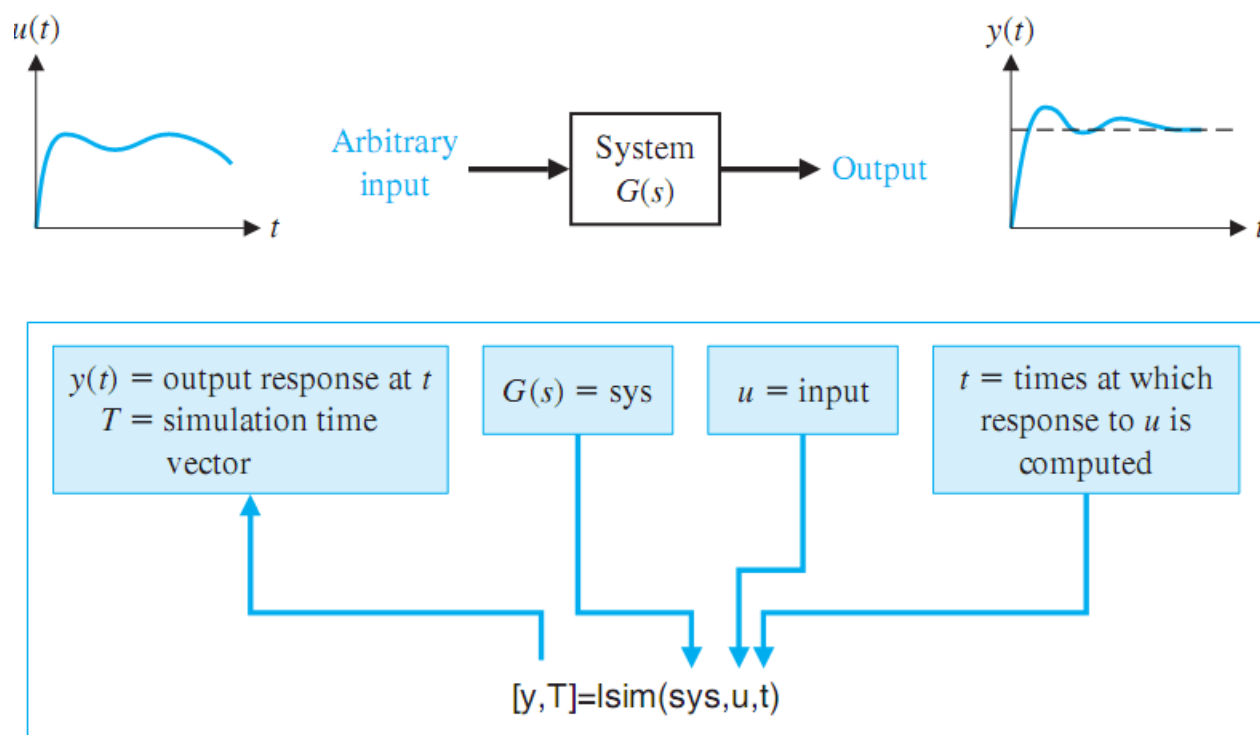 u(t)
y(t)
Arbitrary
input
System
G(s)
Output
t
t
y(t) = output response at t
T = simulation time
vector
G(s) = sys
u = input
t = times at which
response to u is
computed
[y,T]=lsim(sys,u,t)